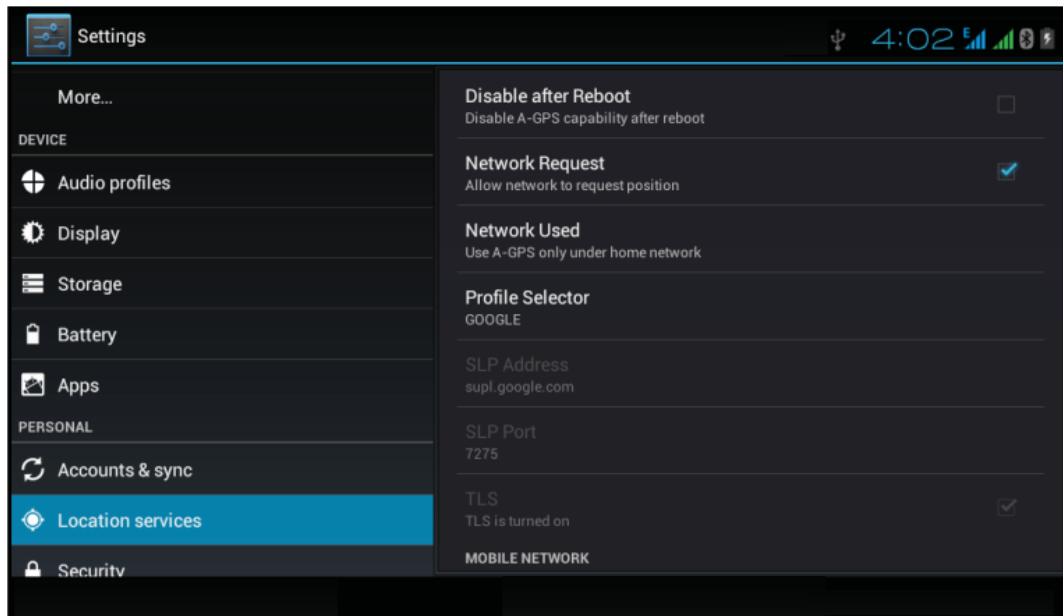 Settings
4:02
E
More...
DEVICE
Audio profiles
Display
Storage
Battery
Apps
PERSONAL
Accounts & sync
Location services
Security
Disable after Reboot
Disable A-GPS capability after reboot
Network Request
Allow network to request position
Network Used
Use A-GPS only under home network
Profile Selector
GOOGLE
SLP Address
supl.google.com
SLP Port
7275
TLS
TLS is turned on
MOBILE NETWORK